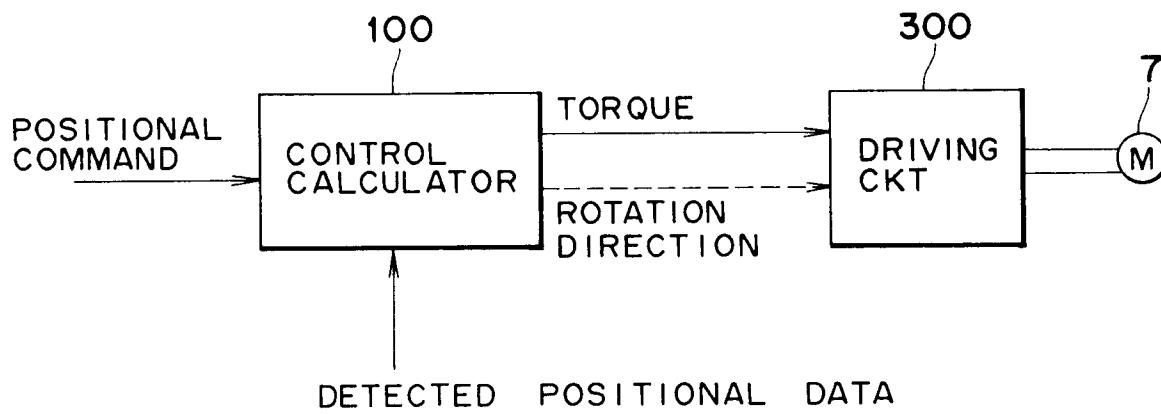 100
300
7
POSITIONAL
COMMAND
CONTROL
CALCULATOR
TORQUE
ROTATION
DIRECTION
DRIVING
CKT
M
DETECTED POSITIONAL DATA